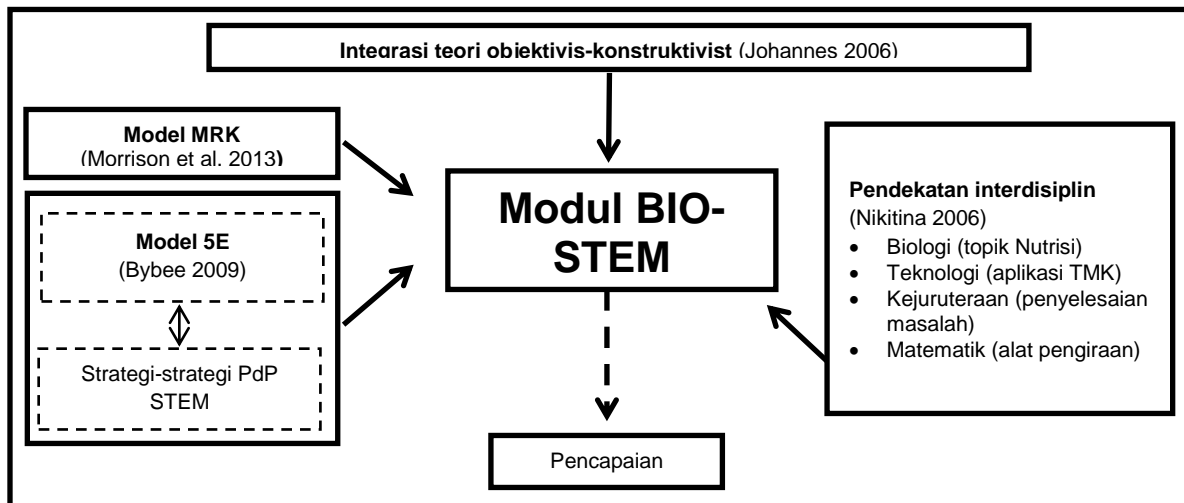 Integrasi teori objektivis-konstruktivist (Johannes 2006)
Model MRK
(Morrison et al. 2013)
Model 5E
(Bybee 2009)
Strategi-strategi PdP
STEM
Modul BIO-
STEM
Pencapaian
Pendekatan interdisiplin
(Nikitina 2006)
• Biologi (topik Nutrisi)
• Teknologi (aplikasi TMK)
• Kejuruteraan (penyelesaian
masalah)
• Matematik (alat pengiraan)